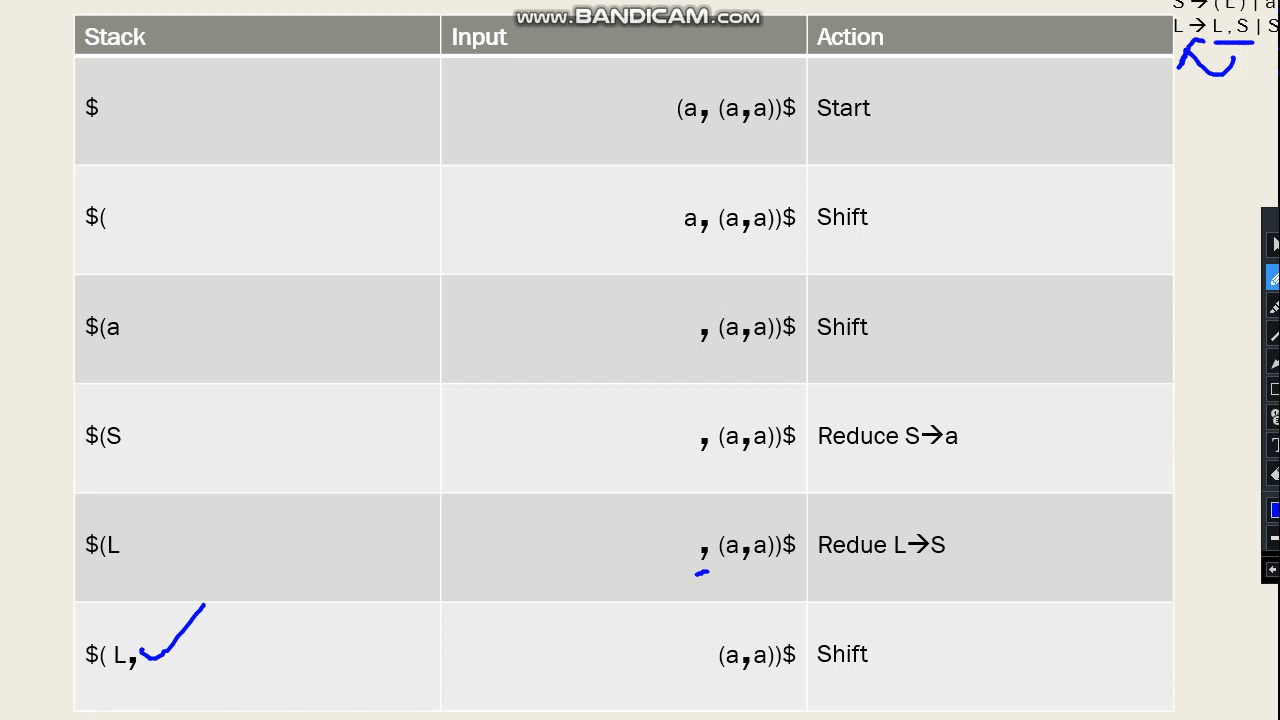 www.BANDICAM.com
S→(L)|a
L→L,S|S
Stack Input Action
$ (a, (a,a))$ Start
$( a, (a,a))$ Shift
$(a , (a,a))$ Shift
$(S , (a,a))$ Reduce S→a
$(L , (a,a))$ Redue L→S
$( L, (a,a))$ Shift